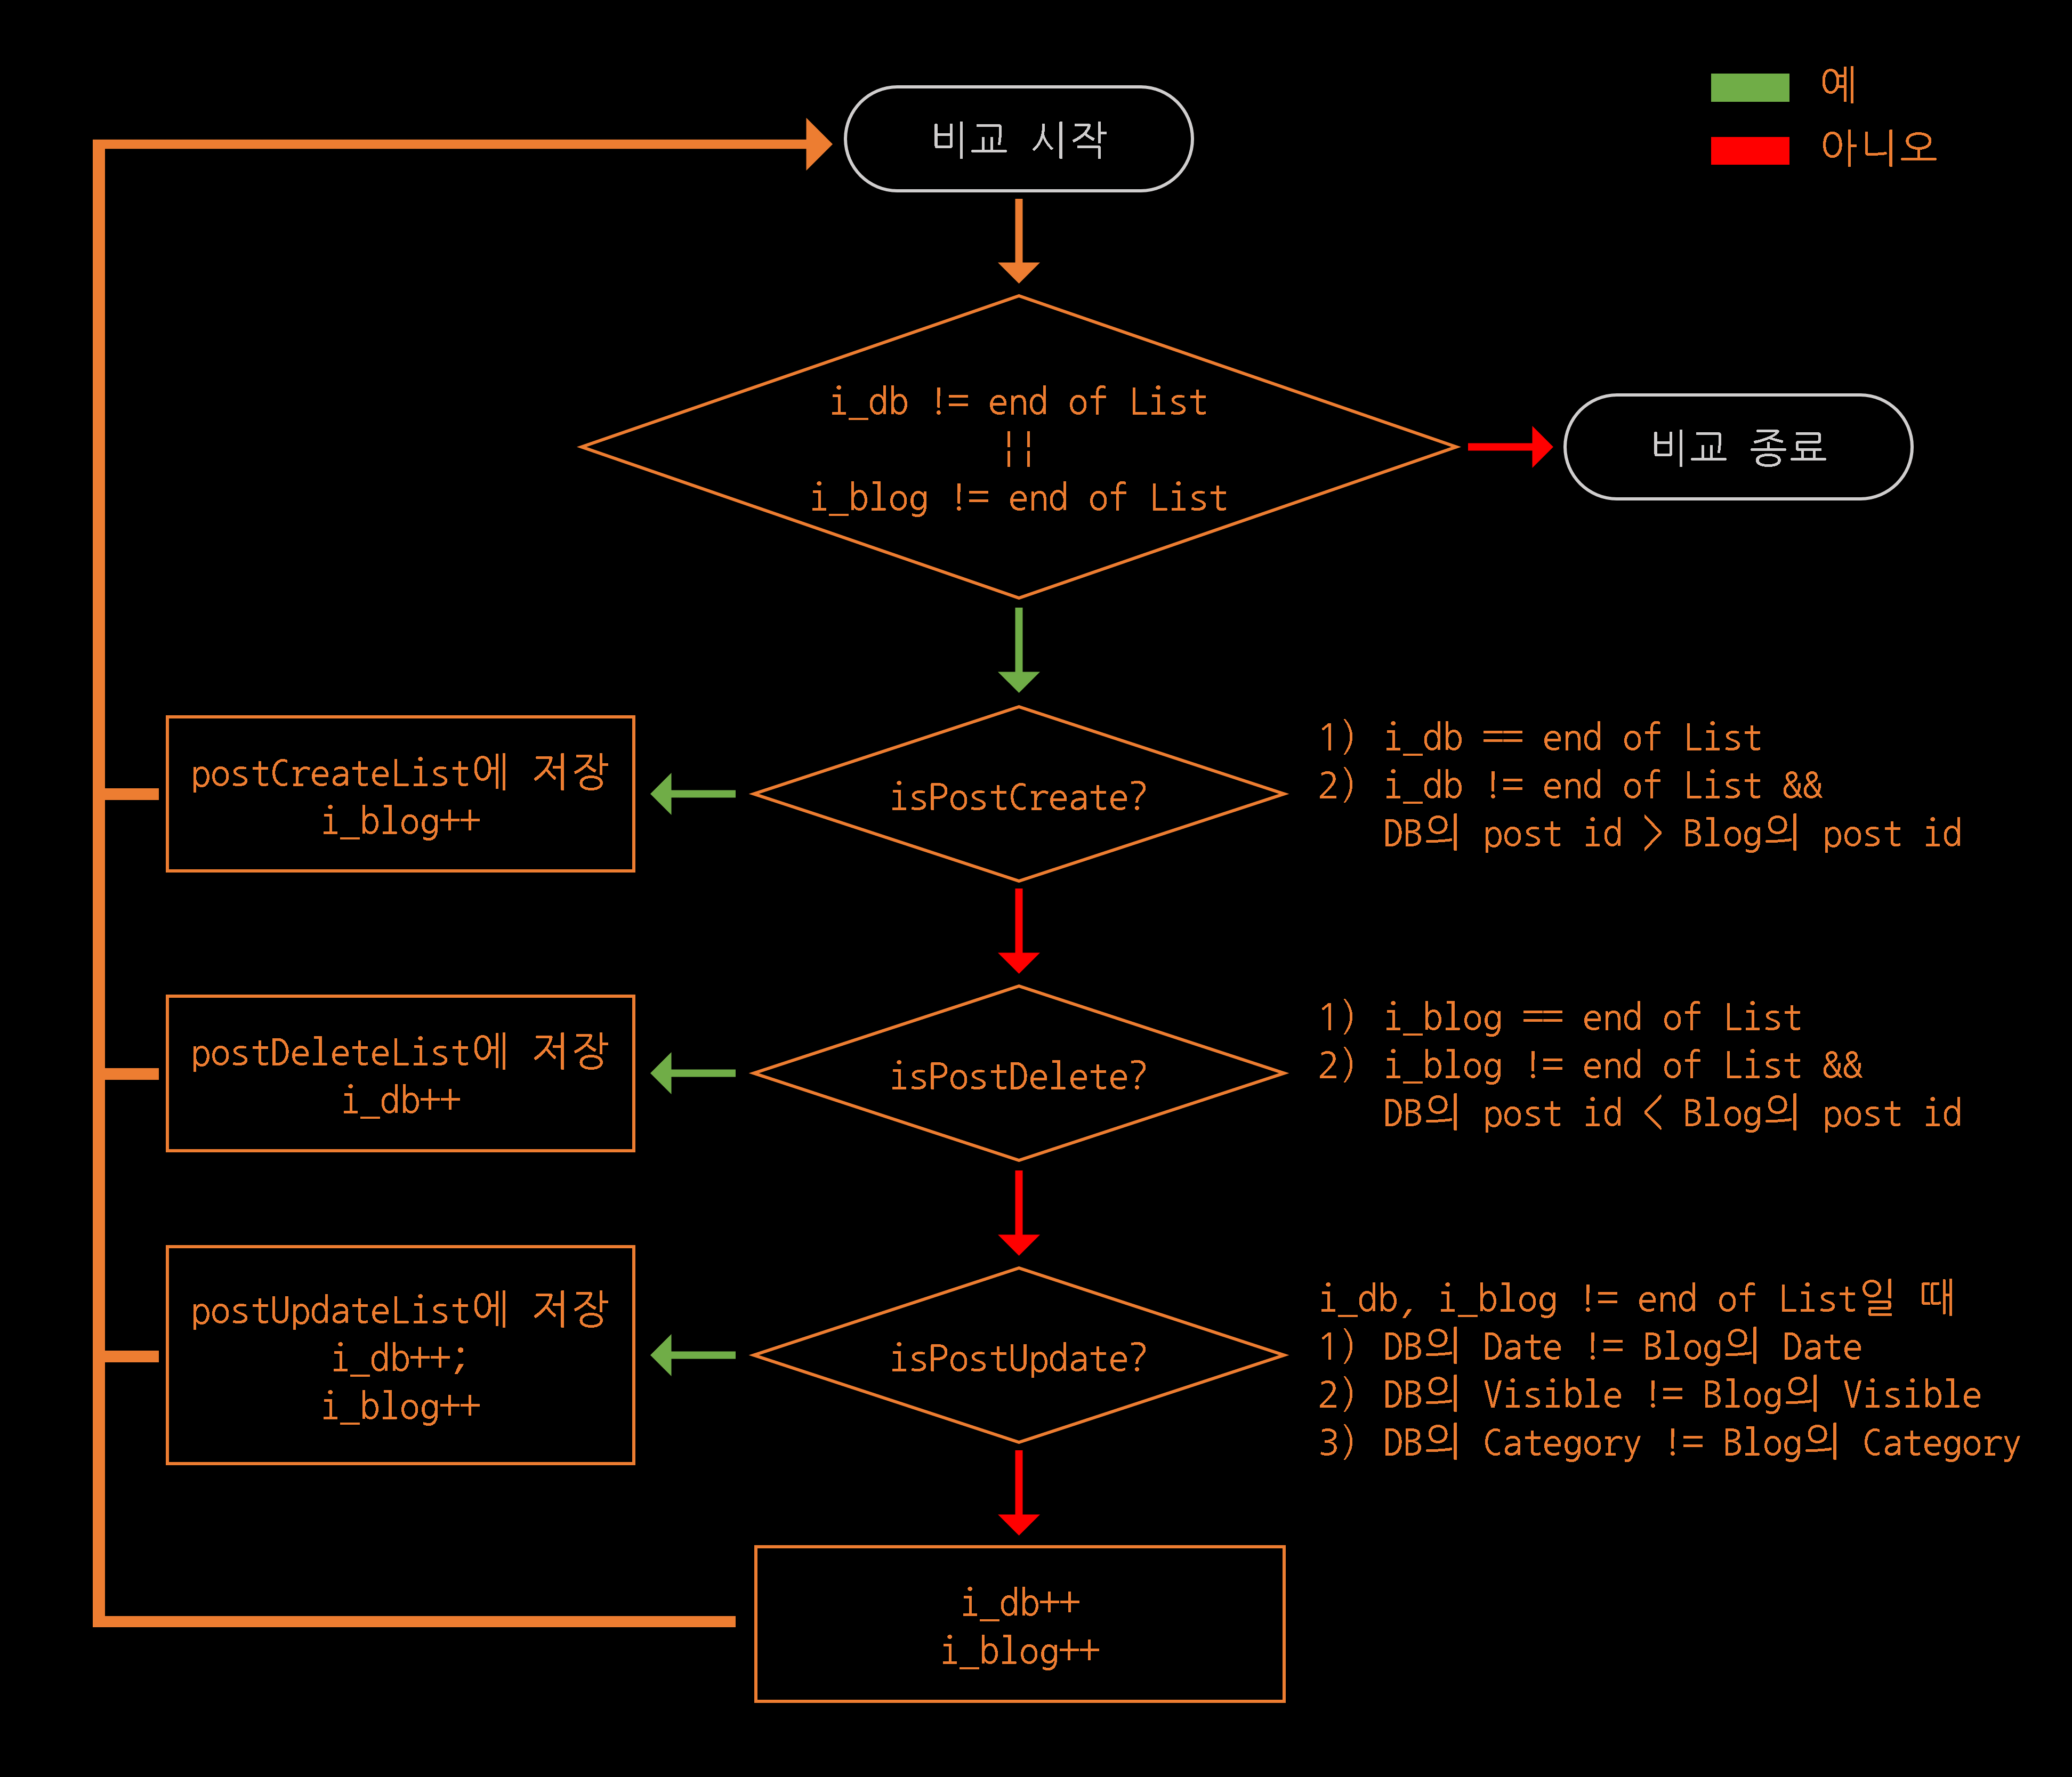 예
아니오
비교 시작
i_db != end of List
||
i_blog != end of List
비교 종료
postCreateList에 저장
i_blog++
isPostCreate?
1) i_db == end of List
2) i_db != end of List &&
DB의 post id > Blog의 post id
postDeleteList에 저장
i_db++
isPostDelete?
1) i_blog == end of List
2) i_blog != end of List &&
DB의 post id < Blog의 post id
postUpdateList에 저장
i_db++;
i_blog++
isPostUpdate?
i_db, i_blog != end of List일 때
1) DB의 Date != Blog의 Date
2) DB의 Visible != Blog의 Visible
3) DB의 Category != Blog의 Category
i_db++
i_blog++